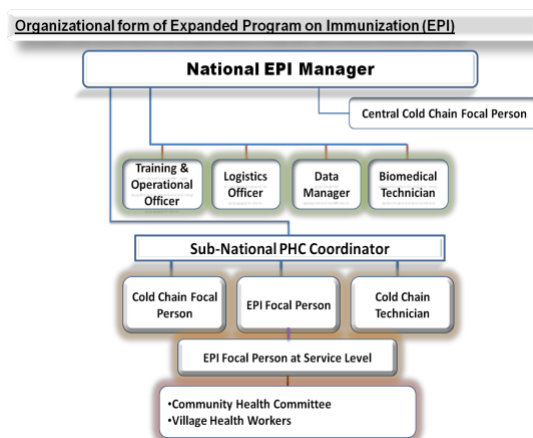 Organizational form of Expanded Program on Immunization (EPI)
National EPI Manager
Central Cold Chain Focal Person
Training &
Operational
Officer
Logistics
Officer
Data
Manager
Biomedical
Technician
Sub-National PHC Coordinator
Cold Chain Focal
Person
EPI Focal Person
Cold Chain
Technician
EPI Focal Person at Service Level
•Community Health Committee
•Village Health Workers